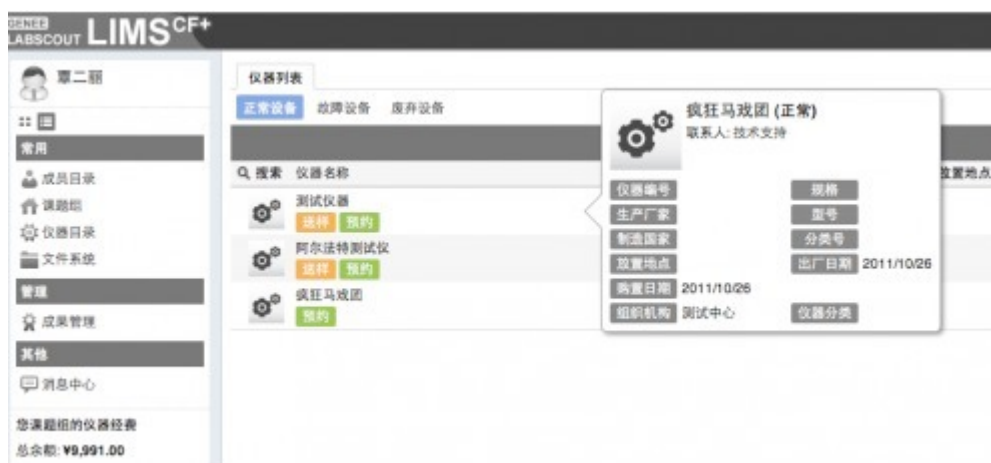 GENEE
LABSCOUT LIMS CF+
覃二丽
常用
成员目录
课题组
仪器目录
文件系统
管理
成果管理
其他
消息中心
您课题组的仪器经费
总余额: ¥9,991.00
仪器列表
正常设备 故障设备 废弃设备
搜索 仪器名称 放置地点
测试仪器
送样 预约
阿尔法特测试仪
送样 预约
疯狂马戏团
预约
疯狂马戏团 (正常)
联系人: 技术支持
仪器编号 规格
生产厂家 型号
制造国家 分类号
放置地点 出厂日期 2011/10/26
购置日期 2011/10/26
组织机构 测试中心 仪器分类